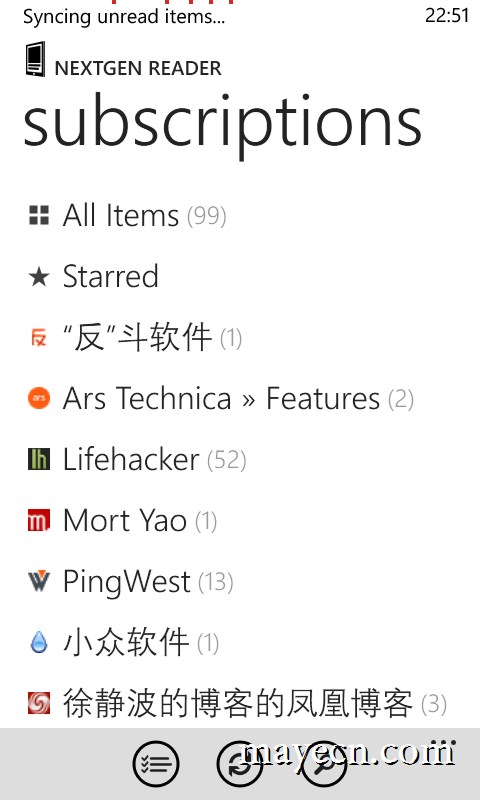 Syncing unread items...
22:51
NEXTGEN READER
subscriptions
All Items (99)
Starred
“反”斗软件 (1)
Ars Technica » Features (2)
Lifehacker (52)
Mort Yao (1)
PingWest (13)
小众软件 (1)
徐静波的博客的凤凰博客 (3)
mayecn.com